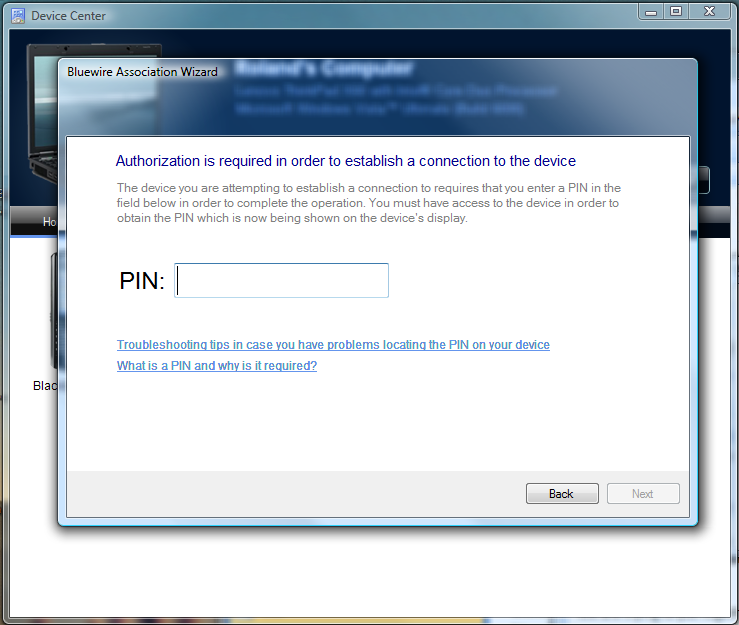 Device Center
Bluewire Association Wizard
Roland's Computer
Microsoft Windows Vista™ Ultimate (Build 6000)
Authorization is required in order to establish a connection to the device
The device you are attempting to establish a connection to requires that you enter a PIN in the
field below in order to complete the operation. You must have access to the device in order to
obtain the PIN which is now being shown on the device's display.
Ho
PIN:
Troubleshooting tips in case you have problems locating the PIN on your device
What is a PIN and why is it required?
Blac
Back Next